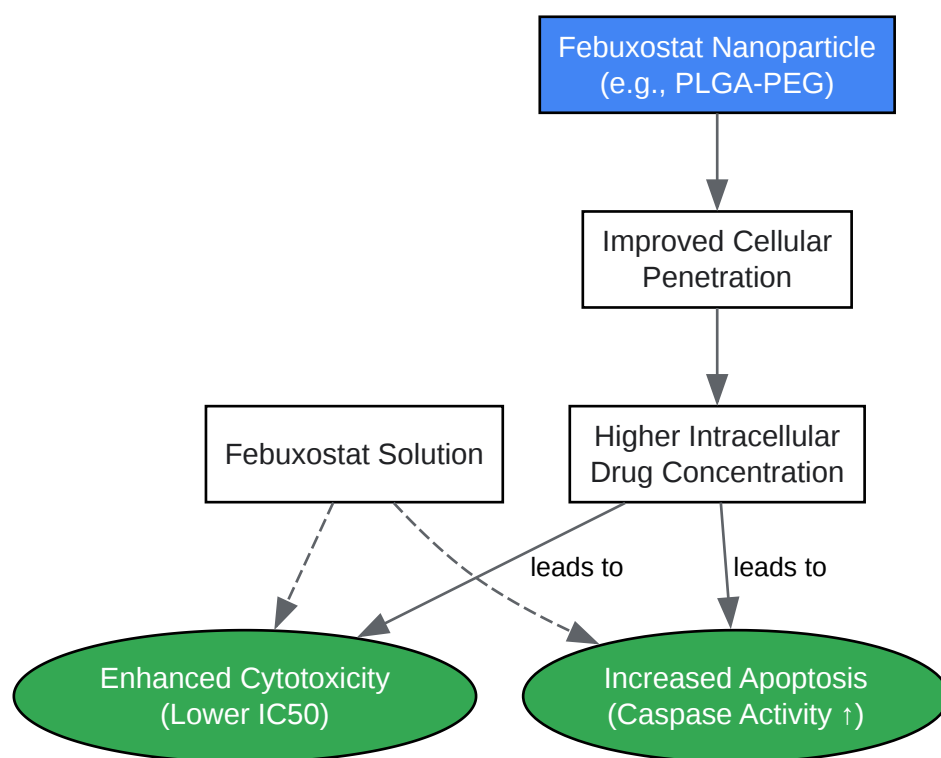 Febuxostat Nanoparticle
(e.g., PLGA-PEG)
Improved Cellular
Penetration
Febuxostat Solution
Higher Intracellular
Drug Concentration
leads to
leads to
Enhanced Cytotoxicity
(Lower IC50)
Increased Apoptosis
(Caspase Activity ↑)